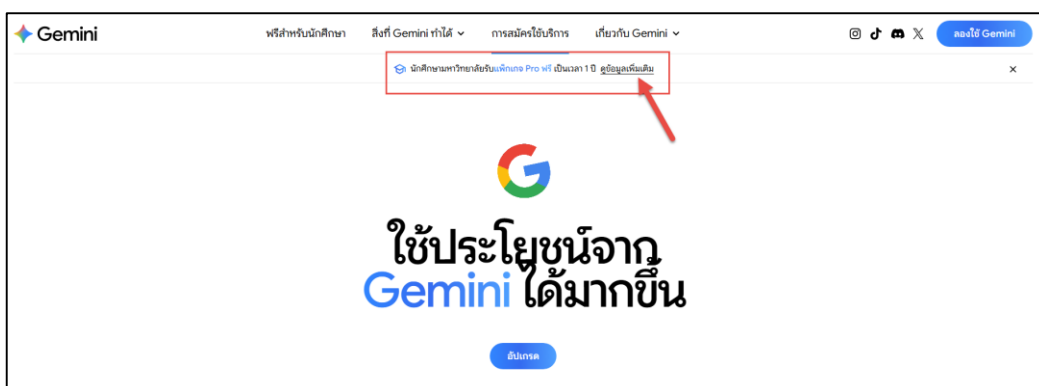 Gemini
ฟรีสำหรับนักศึกษา
สิ่งที่ Gemini ทำได้
การสมัครใช้บริการ
เกี่ยวกับ Gemini
ลองใช้ Gemini
นักศึกษามหาวิทยาลัยรับแพ็กเกจ Pro ฟรี เป็นเวลา 1 ปี ดูข้อมูลเพิ่มเติม
ใช้ประโยชน์จาก
Gemini ได้มากขึ้น
อัปเกรด